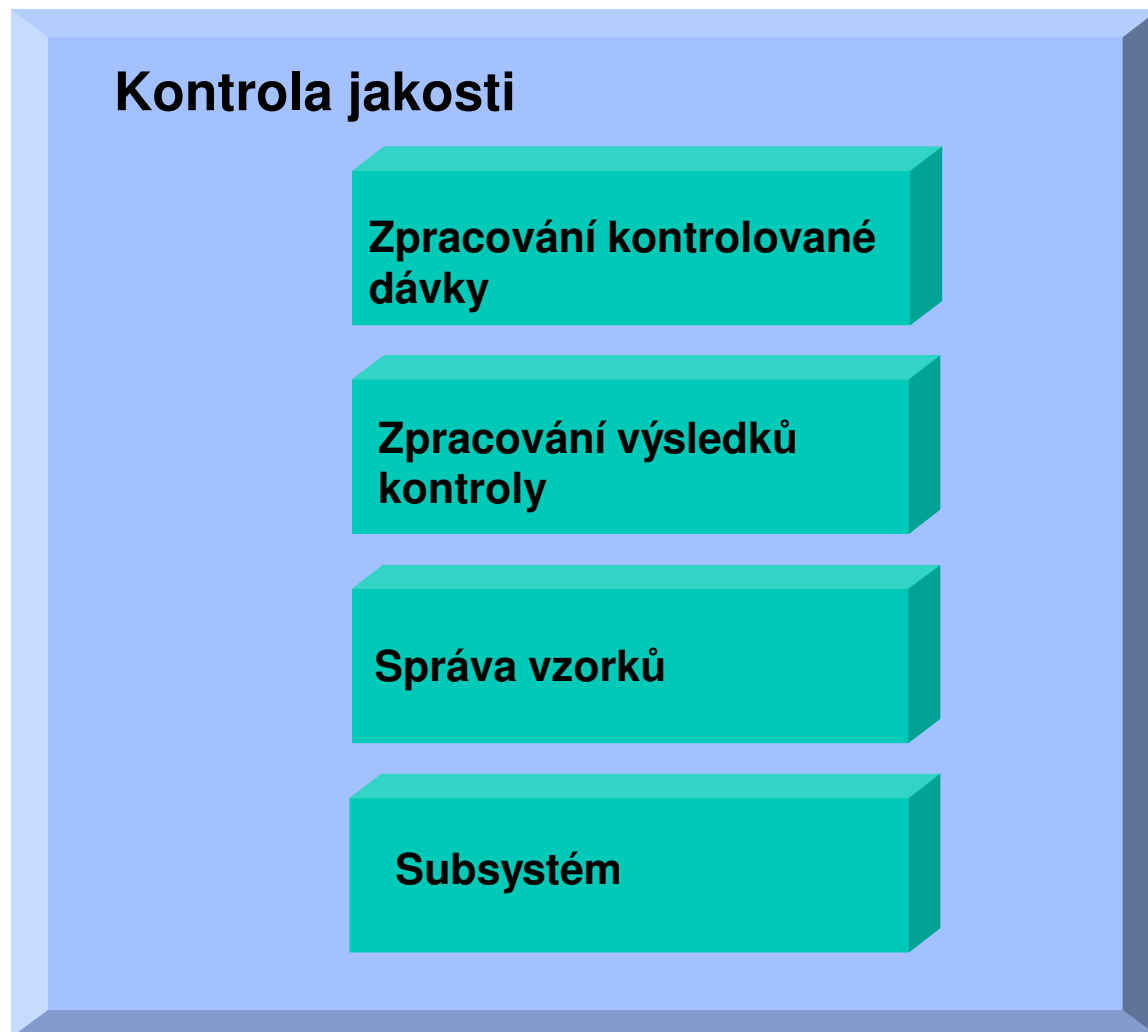 Kontrola jakosti
Zpracování kontrolované
dávky
Zpracování výsledků
kontroly
Správa vzorků
Subsystém